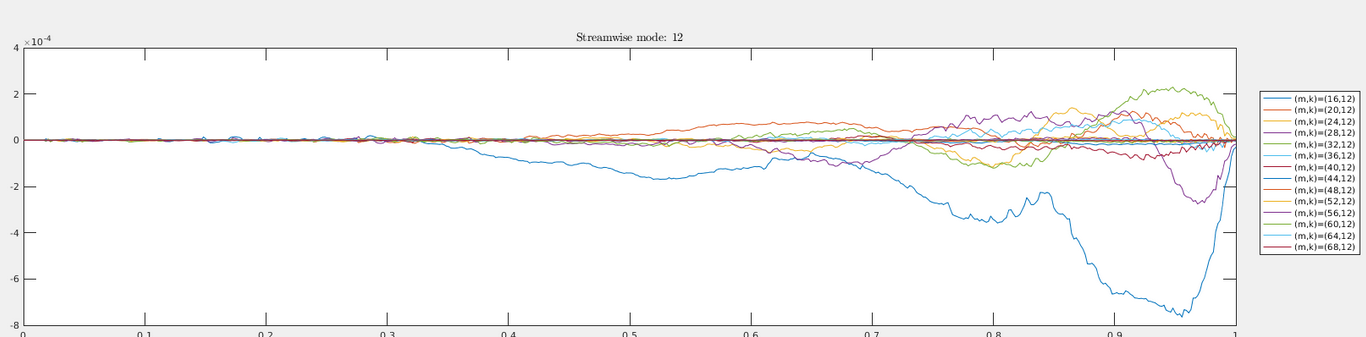 Streamwise mode: 12
×10⁻⁴
4
2
0
-2
-4
-6
-8
0 0.1 0.2 0.3 0.4 0.5 0.6 0.7 0.8 0.9 1
(m,k)=(16,12)
(m,k)=(20,12)
(m,k)=(24,12)
(m,k)=(28,12)
(m,k)=(32,12)
(m,k)=(36,12)
(m,k)=(40,12)
(m,k)=(44,12)
(m,k)=(48,12)
(m,k)=(52,12)
(m,k)=(56,12)
(m,k)=(60,12)
(m,k)=(64,12)
(m,k)=(68,12)